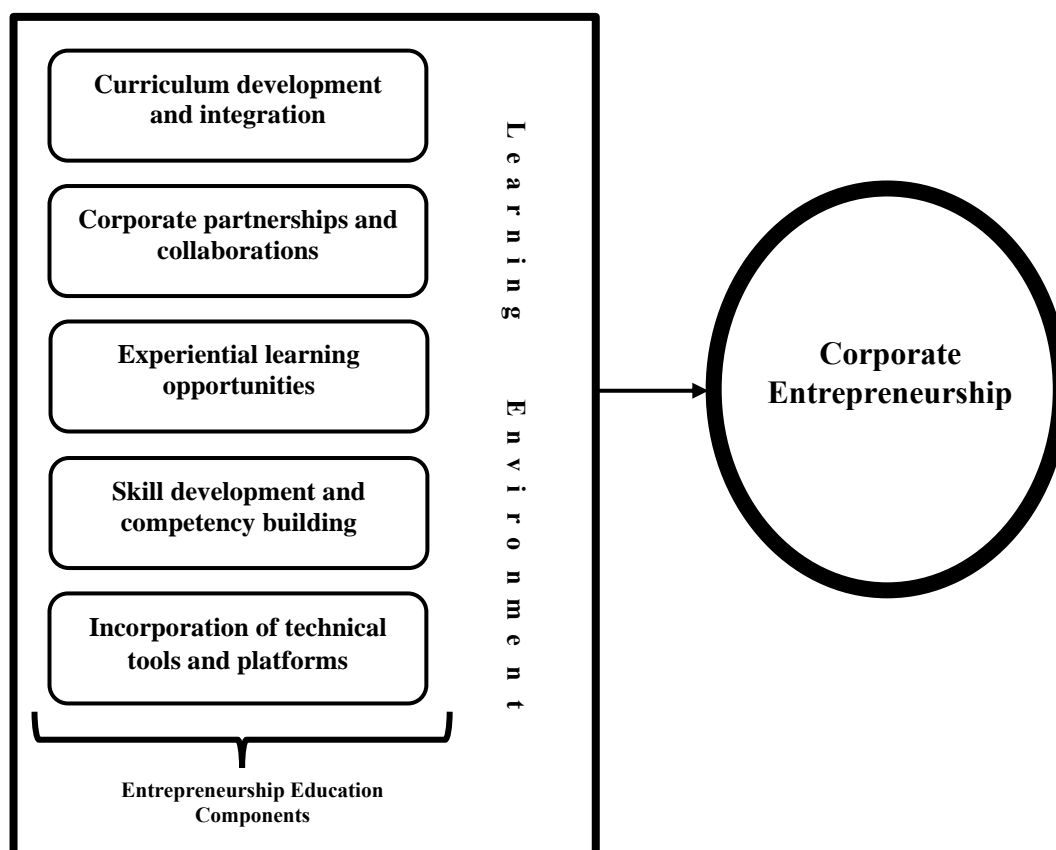 Curriculum development
and integration
Corporate partnerships and
collaborations
Experiential learning
opportunities
Skill development and
competency building
Incorporation of technical
tools and platforms
Entrepreneurship Education
Components
Learning Environment
Corporate
Entrepreneurship